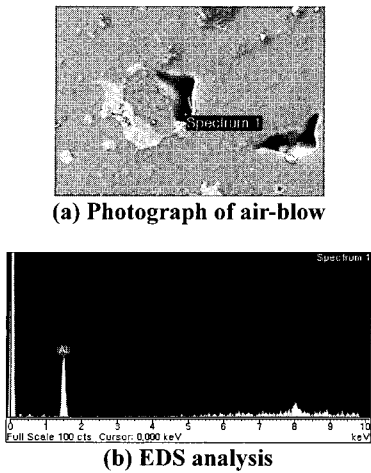 Spectrum 1
(a) Photograph of air-blow
Spectrum 1
Al
0 1 2 3 4 5 6 7 8 9 10
Full Scale 100 cts Cursor: 0.000 keV keV
(b) EDS analysis